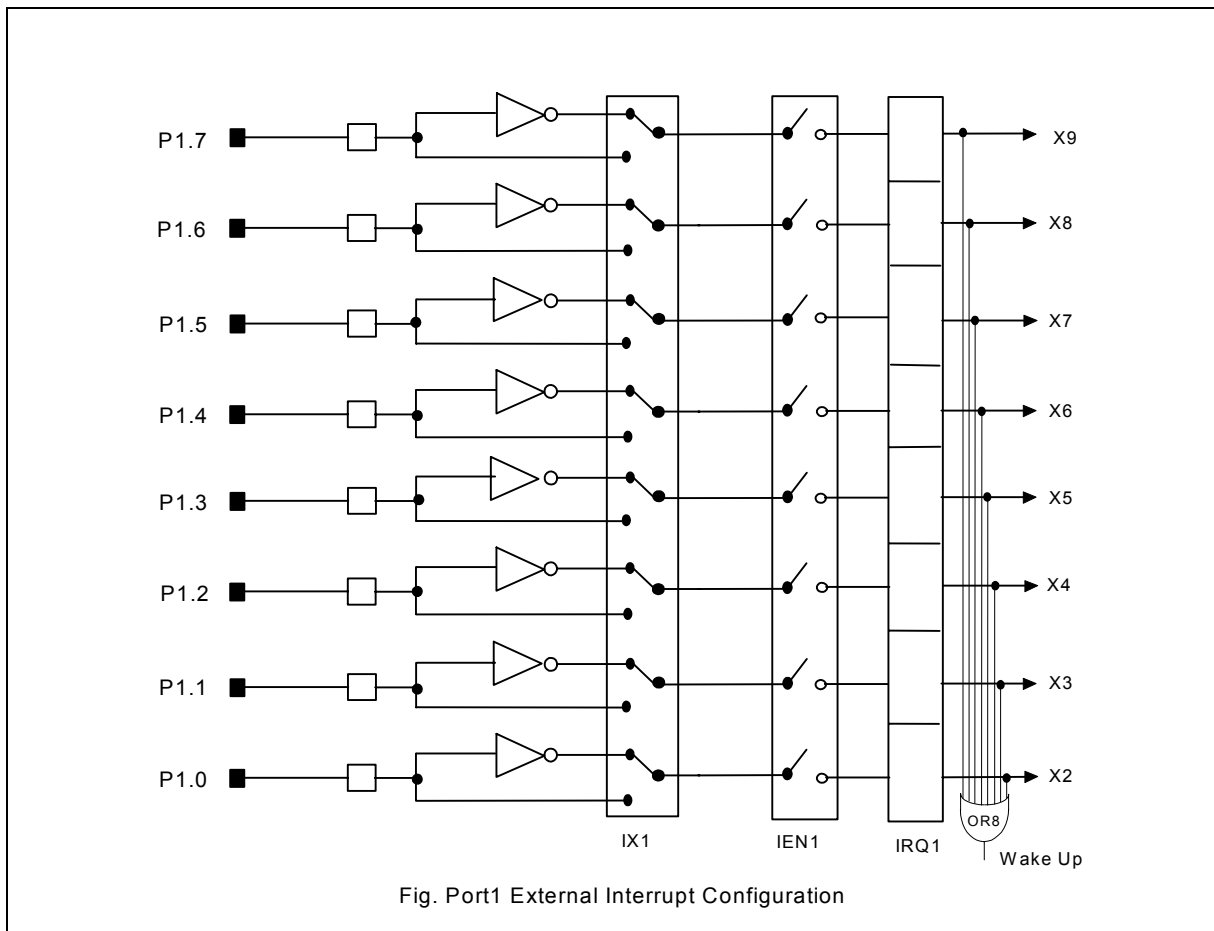 P1.7 X9
P1.6 X8
P1.5 X7
P1.4 X6
P1.3 X5
P1.2 X4
P1.1 X3
P1.0 X2
OR8
IX1 IEN1 IRQ1
Wake Up
Fig. Port1 External Interrupt Configuration